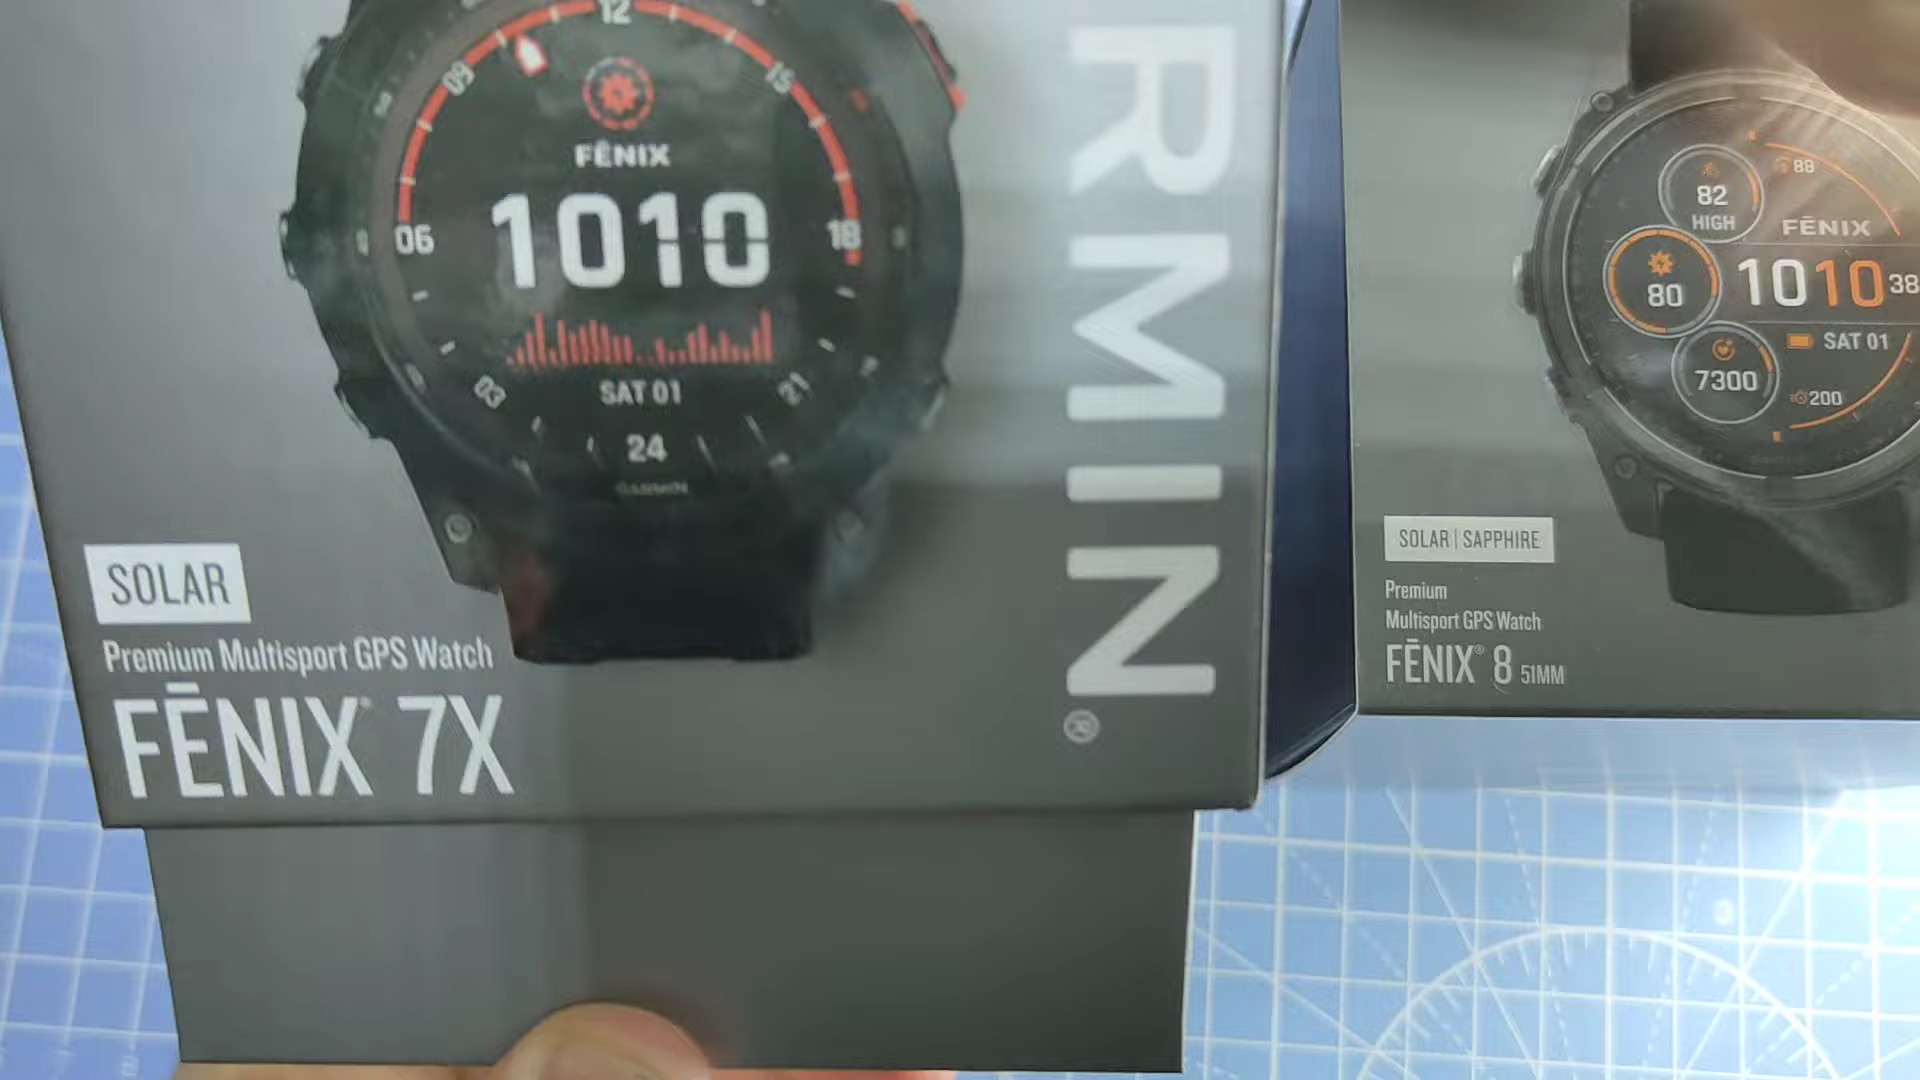 12
09
15
FĒNIX
06
1010
18
SAT 01
03
21
24
GARMIN
SOLAR
Premium Multisport GPS Watch
FĒNIX® 7X
RMIN®
88
82
HIGH
FĒNIX
80
101038
SAT 01
7300
200
SOLAR | SAPPHIRE
Premium
Multisport GPS Watch
FĒNIX® 8 51MM